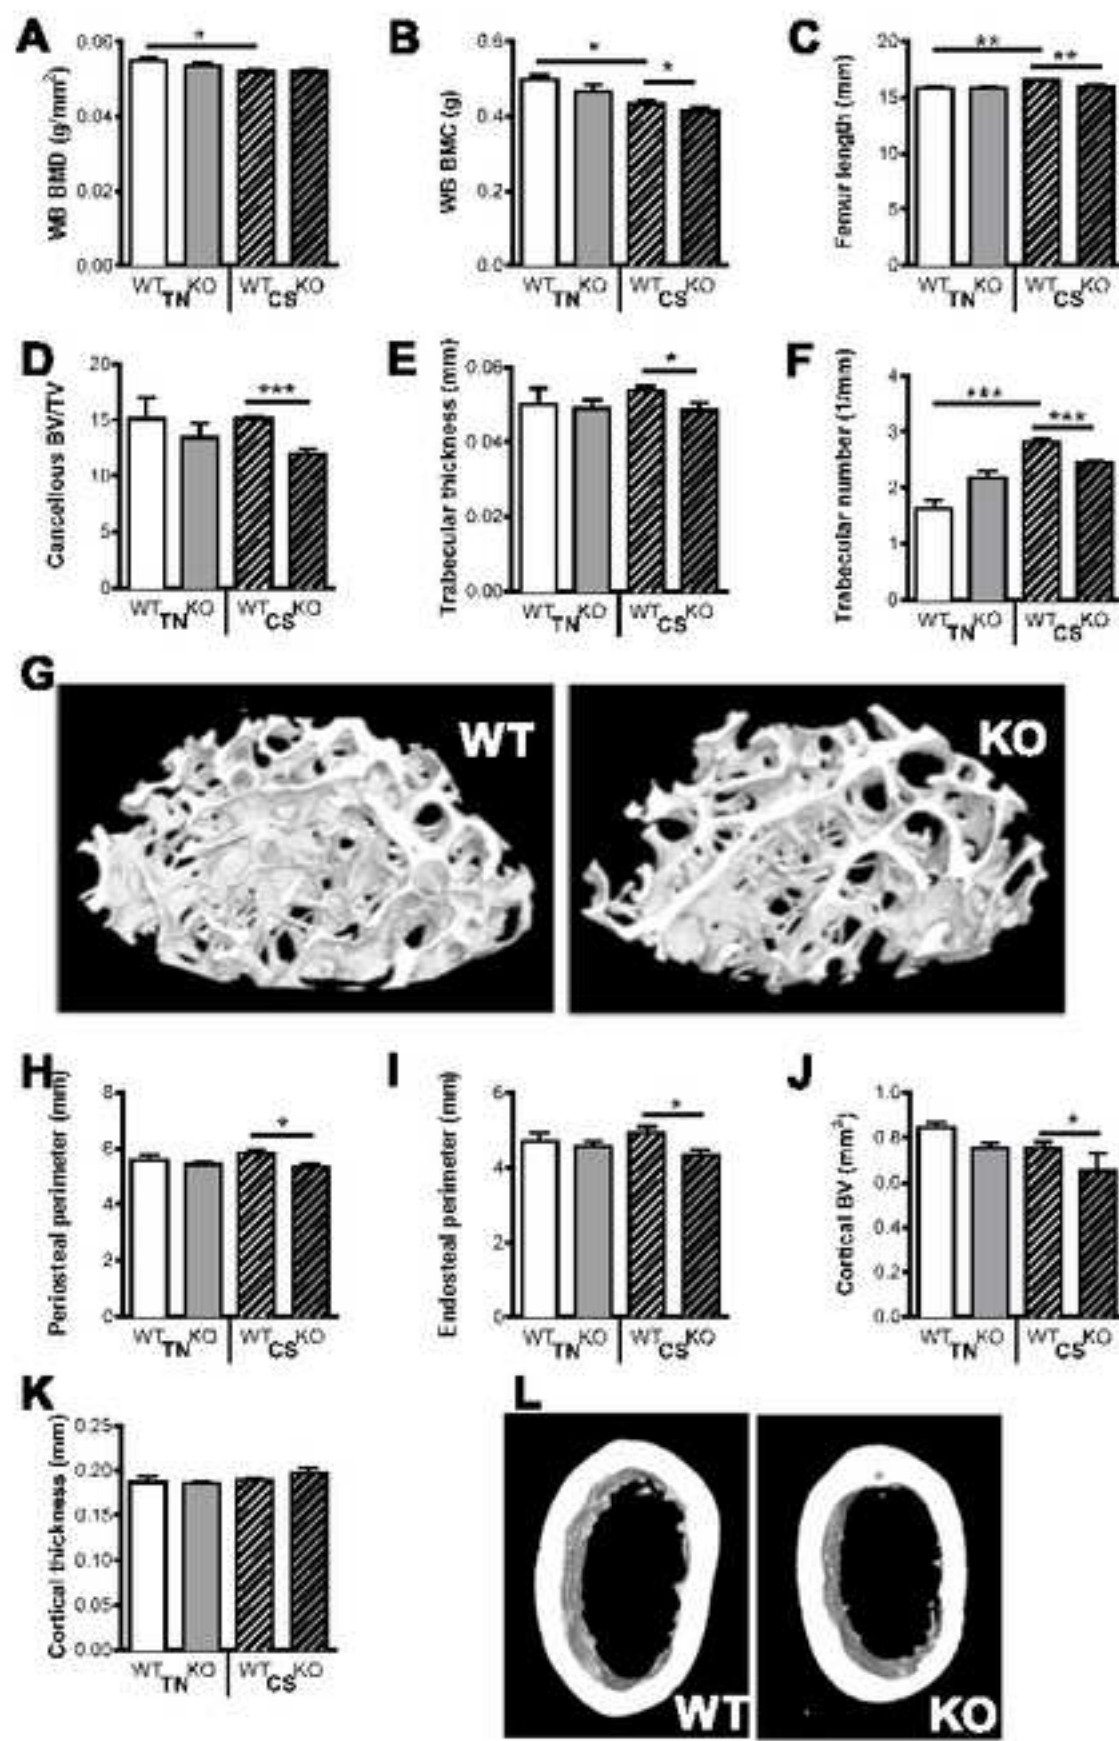 A
WB BMD (g/mm²)
0.06
0.04
0.02
0.00
*
WT KO WT KO
TN CS
B
WB BMC (g)
0.6
0.4
0.2
0.0
*
*
WT KO WT KO
TN CS
C
Femur length (mm)
20
15
10
5
0
**
**
WT KO WT KO
TN CS
D
Cancellous BV/TV
20
15
10
5
0
***
WT KO WT KO
TN CS
E
Trabecular thickness (mm)
0.06
0.04
0.02
0.00
*
WT KO WT KO
TN CS
F
Trabecular number (1/mm)
4
3
2
1
0
***
***
WT KO WT KO
TN CS
G
WT
KO
H
Periosteal perimeter (mm)
8
6
4
2
0
*
WT KO WT KO
TN CS
I
Endosteal perimeter (mm)
6
4
2
0
*
WT KO WT KO
TN CS
J
Cortical BV (mm³)
1.0
0.8
0.6
0.4
0.2
0.0
*
WT KO WT KO
TN CS
K
Cortical thickness (mm)
0.25
0.20
0.15
0.10
0.05
0.00
WT KO WT KO
TN CS
L
WT
KO